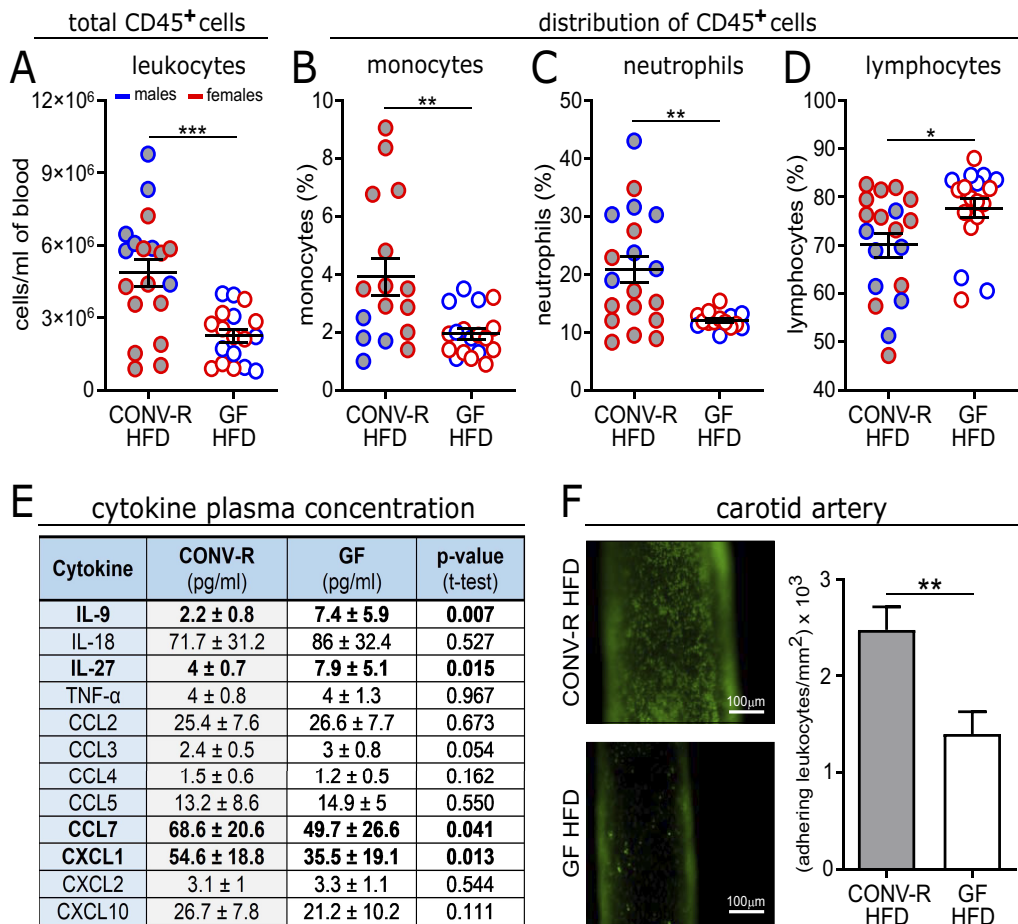 total CD45+ cells
distribution of CD45+ cells
A
leukocytes
males
females
12×10⁶
9×10⁶
6×10⁶
3×10⁶
0
cells/ml of blood
***
CONV-R
HFD
GF
HFD
B
monocytes
10
8
6
4
2
0
monocytes (%)
**
CONV-R
HFD
GF
HFD
C
neutrophils
50
40
30
20
10
0
neutrophils (%)
**
CONV-R
HFD
GF
HFD
D
lymphocytes
100
90
80
70
60
50
40
lymphocytes (%)
*
CONV-R
HFD
GF
HFD
E
cytokine plasma concentration
Cytokine CONV-R (pg/ml) GF (pg/ml) p-value (t-test)
IL-9 2.2 ± 0.8 7.4 ± 5.9 0.007
IL-18 71.7 ± 31.2 86 ± 32.4 0.527
IL-27 4 ± 0.7 7.9 ± 5.1 0.015
TNF-α 4 ± 0.8 4 ± 1.3 0.967
CCL2 25.4 ± 7.6 26.6 ± 7.7 0.673
CCL3 2.4 ± 0.5 3 ± 0.8 0.054
CCL4 1.5 ± 0.6 1.2 ± 0.5 0.162
CCL5 13.2 ± 8.6 14.9 ± 5 0.550
CCL7 68.6 ± 20.6 49.7 ± 26.6 0.041
CXCL1 54.6 ± 18.8 35.5 ± 19.1 0.013
CXCL2 3.1 ± 1 3.3 ± 1.1 0.544
CXCL10 26.7 ± 7.8 21.2 ± 10.2 0.111
F
carotid artery
CONV-R HFD
100µm
GF HFD
100µm
(adhering leukocytes/mm²) x 10³
3
2
1
0
**
CONV-R
HFD
GF
HFD